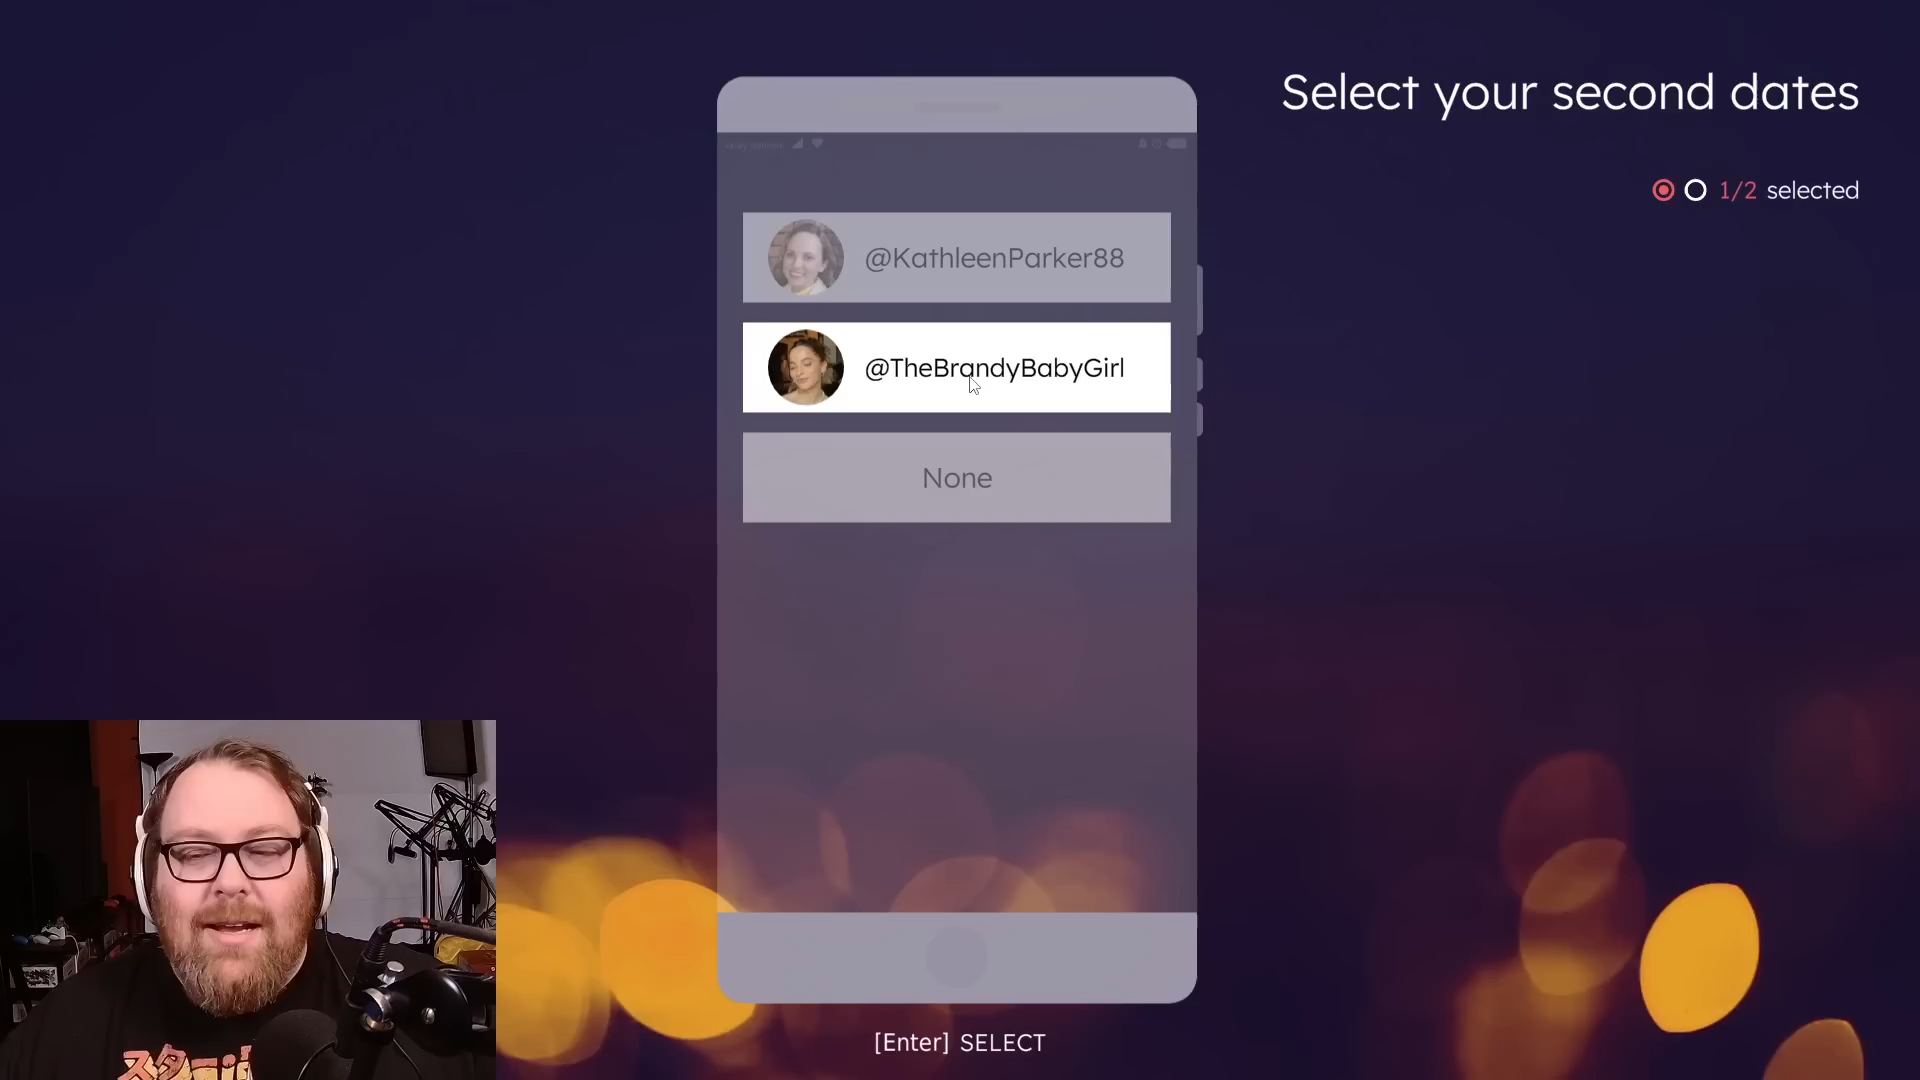 Select your second dates
1/2 selected
@KathleenParker88
@TheBrandyBabyGirl
None
[Enter] SELECT